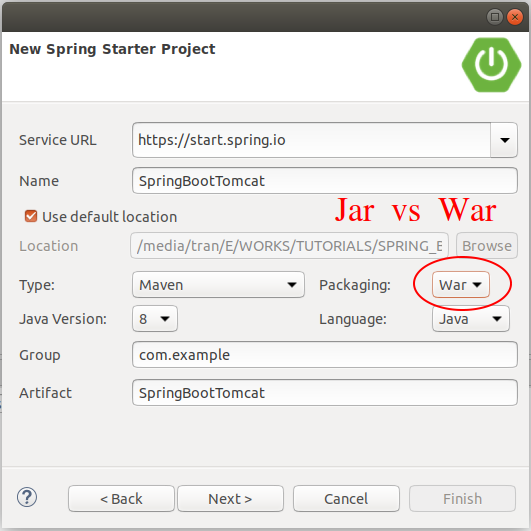 New Spring Starter Project
Service URL https://start.spring.io
Name SpringBootTomcat
Use default location Jar vs War
Location /media/tran/E/WORKS/TUTORIALS/SPRING_E Browse
Type: Maven Packaging: War
Java Version: 8 Language: Java
Group com.example
Artifact SpringBootTomcat
? < Back Next > Cancel Finish